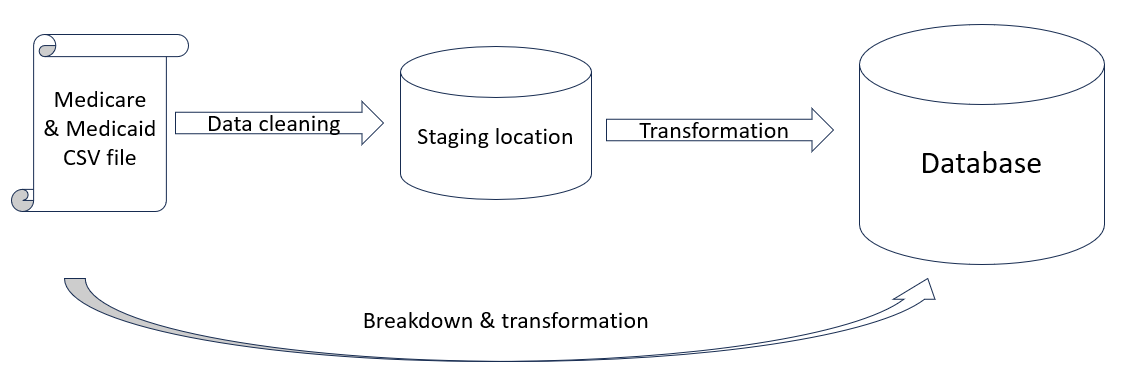 Medicare
& Medicaid
CSV file
Data cleaning
Staging location
Transformation
Database
Breakdown & transformation